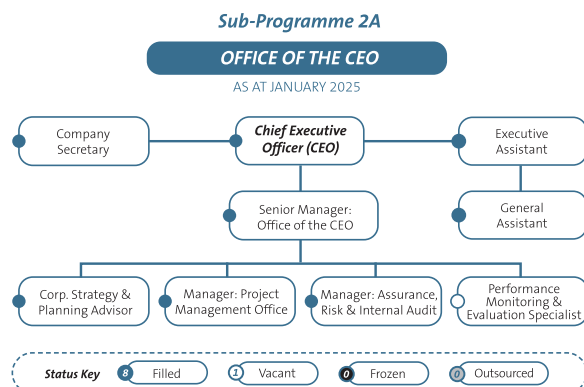 Sub-Programme 2A
OFFICE OF THE CEO
AS AT JANUARY 2025
Company
Secretary
Chief Executive
Officer (CEO)
Executive
Assistant
Senior Manager:
Office of the CEO
General
Assistant
Corp. Strategy &
Planning Advisor
Manager: Project
Management Office
Manager: Assurance,
Risk & Internal Audit
Performance
Monitoring &
Evaluation Specialist
Status Key
8 Filled
1 Vacant
0 Frozen
0 Outsourced